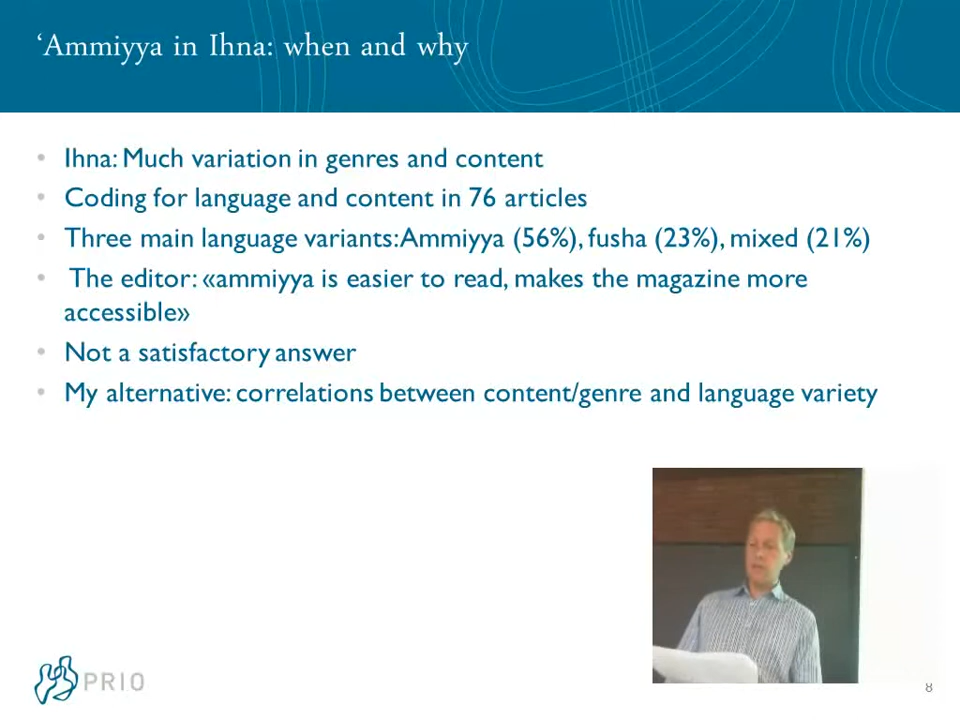 ‘Ammiyya in Ihna: when and why
• Ihna: Much variation in genres and content
• Coding for language and content in 76 articles
• Three main language variants: Ammiyya (56%), fusha (23%), mixed (21%)
• The editor: «ammiyya is easier to read, makes the magazine more
accessible»
• Not a satisfactory answer
• My alternative: correlations between content/genre and language variety
PRIO
8